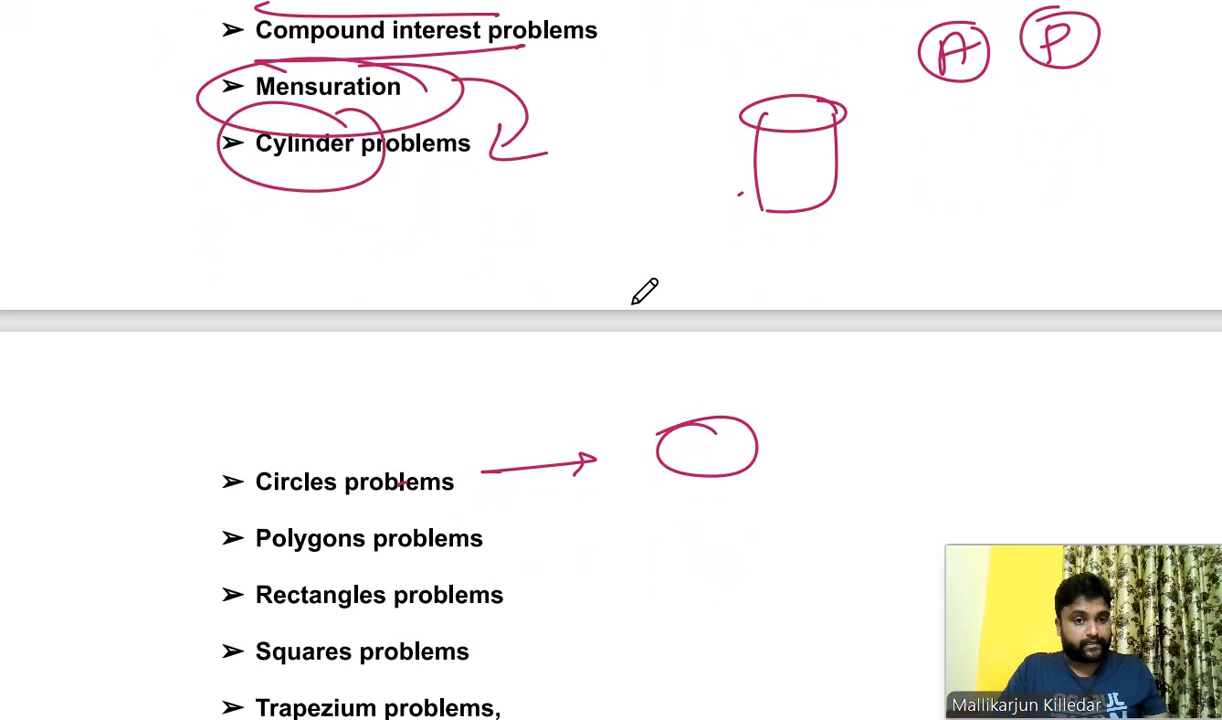 ➢ Compound interest problems
A P
➢ Mensuration
➢ Cylinder problems
➢ Circles problems
➢ Polygons problems
➢ Rectangles problems
➢ Squares problems
➢ Trapezium problems,
Mallikarjun Killedar